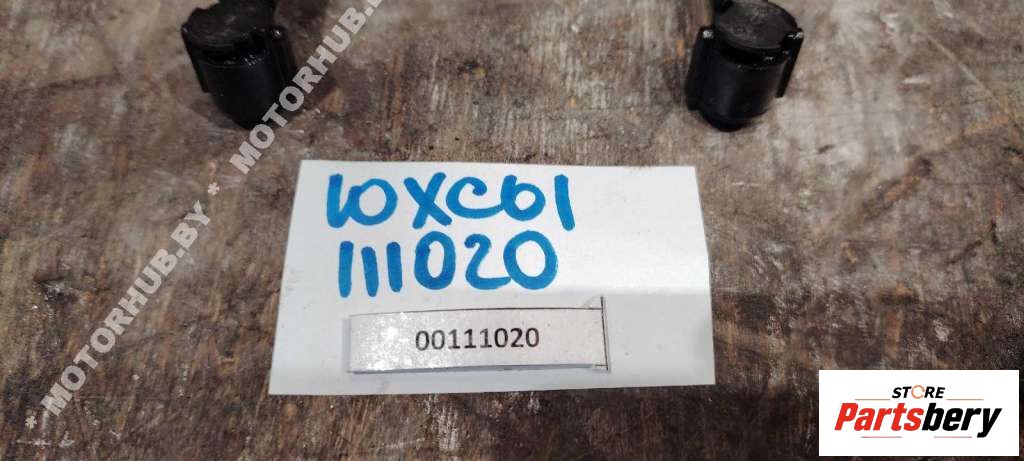 * MOTORHUB.BY * MOTORHUB.BY
10XC01
111020
00111020
STORE
Partsbery